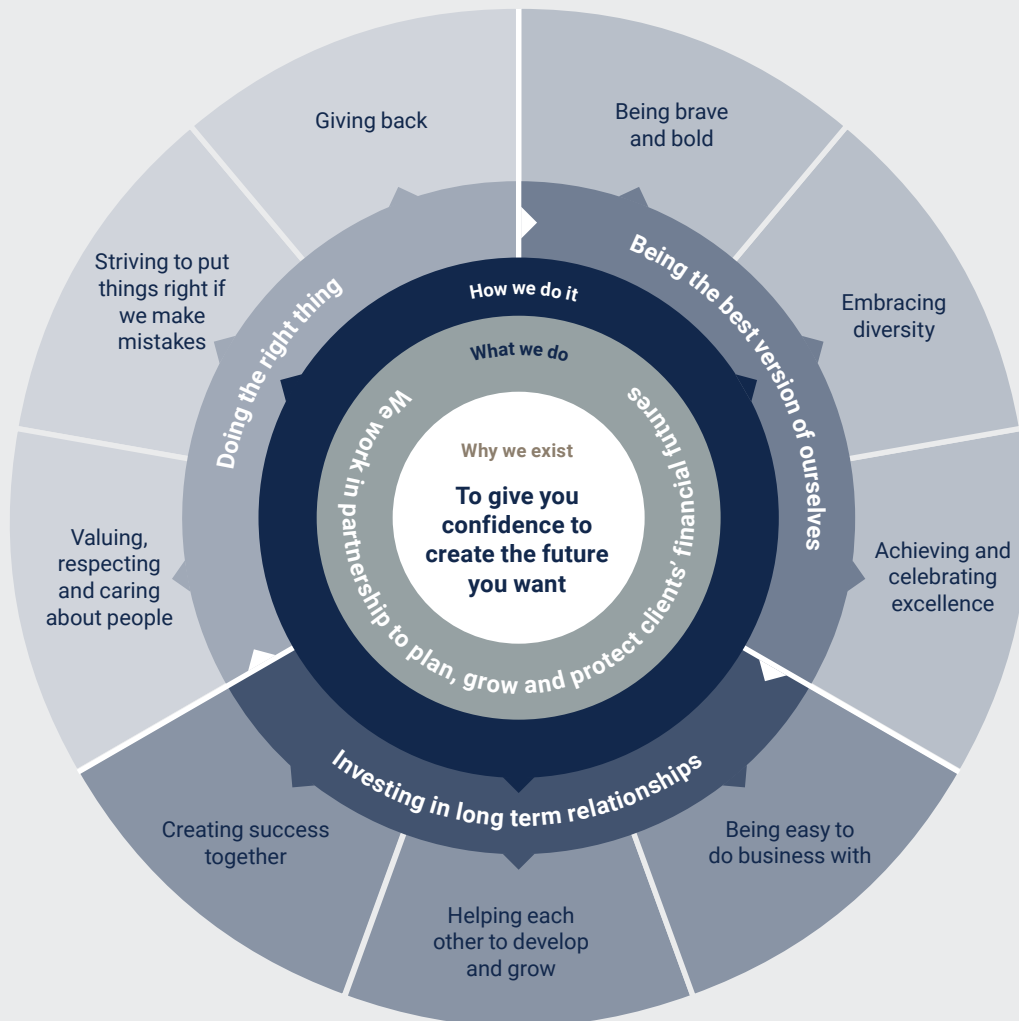 Giving back
Being brave
and bold
Striving to put
things right if
we make
mistakes
Doing the right thing
How we do it
Being the best version of ourselves
Embracing
diversity
What we do
We work in partnership to plan, grow and protect clients’ financial futures
Why we exist
To give you
confidence to
create the future
you want
Valuing,
respecting
and caring
about people
Achieving and
celebrating
excellence
Investing in long term relationships
Creating success
together
Being easy to
do business with
Helping each
other to develop
and grow